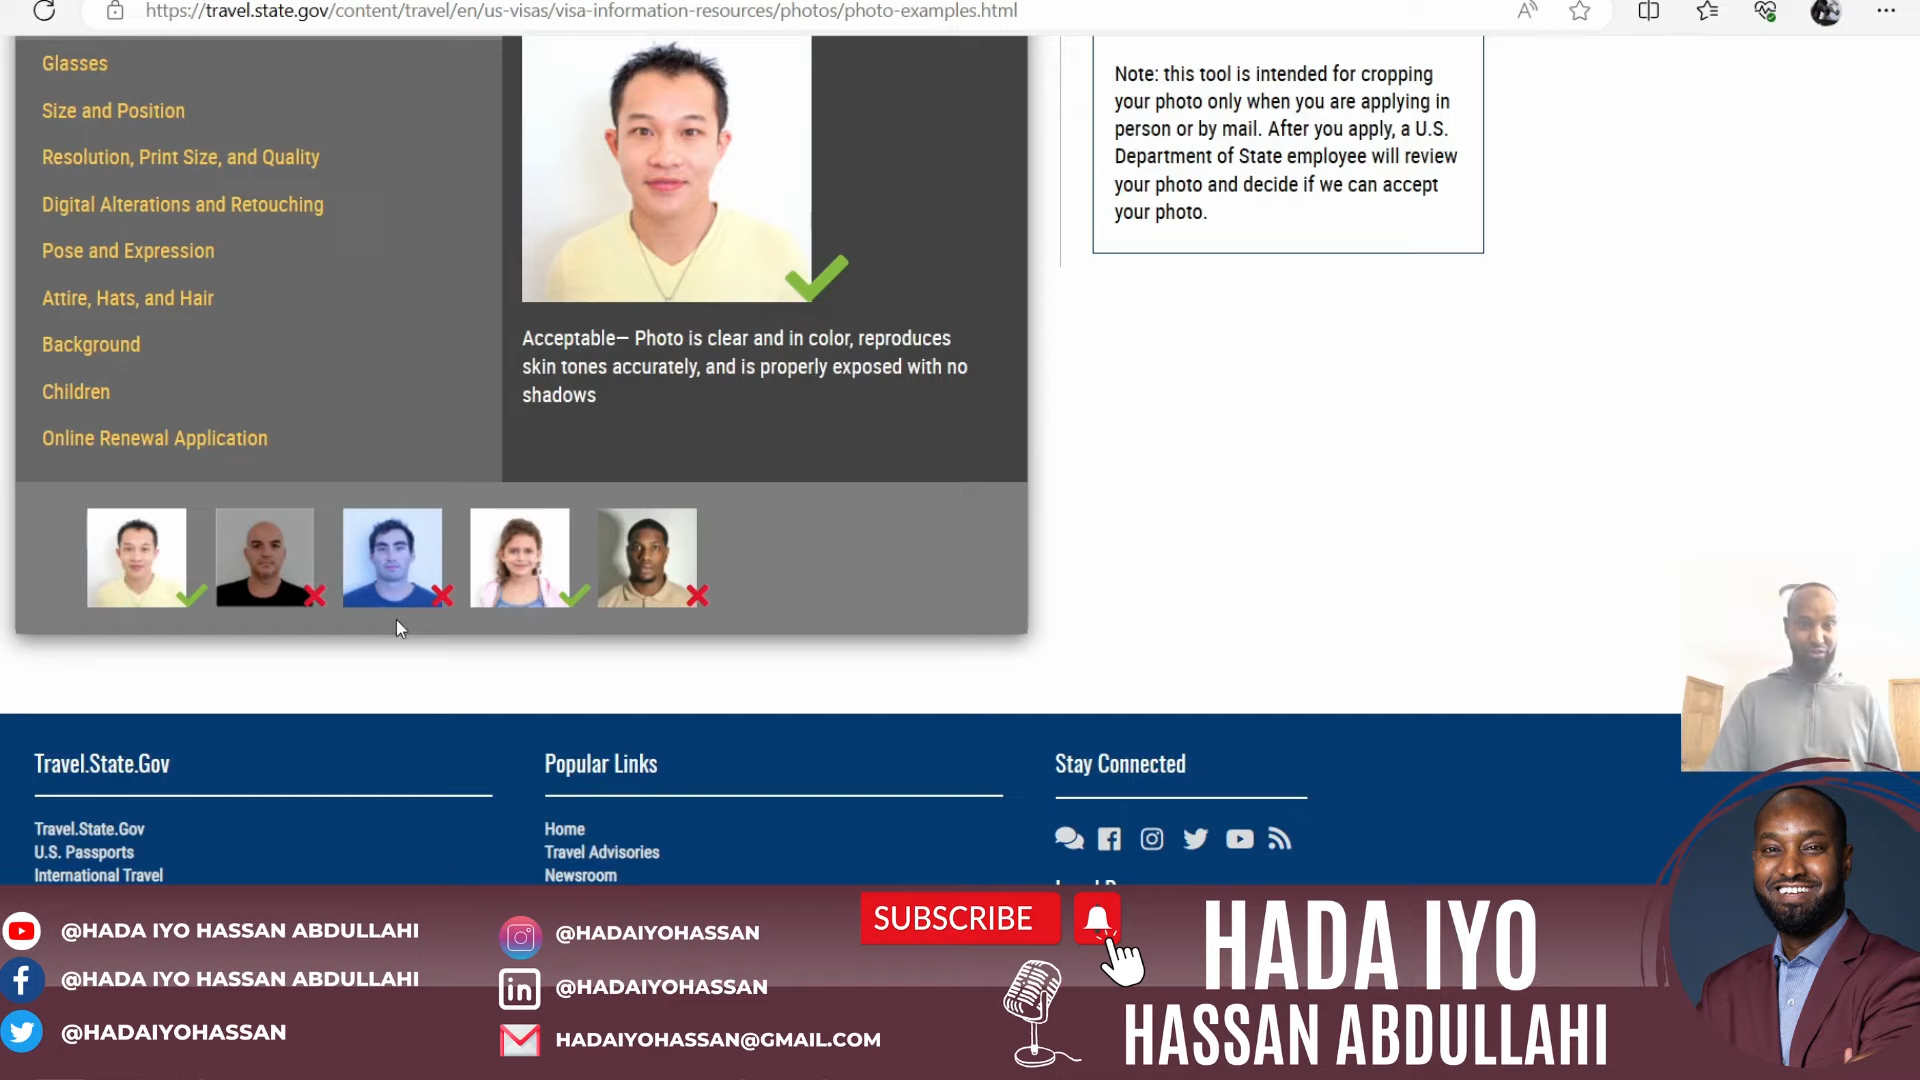 https://travel.state.gov/content/travel/en/us-visas/visa-information-resources/photos/photo-examples.html
Glasses
Size and Position
Resolution, Print Size, and Quality
Digital Alterations and Retouching
Pose and Expression
Attire, Hats, and Hair
Background
Children
Online Renewal Application
Acceptable— Photo is clear and in color, reproduces
skin tones accurately, and is properly exposed with no
shadows
Note: this tool is intended for cropping
your photo only when you are applying in
person or by mail. After you apply, a U.S.
Department of State employee will review
your photo and decide if we can accept
your photo.
Travel.State.Gov
Travel.State.Gov
U.S. Passports
International Travel
Popular Links
Home
Travel Advisories
Newsroom
Stay Connected
@HADA IYO HASSAN ABDULLAHI
@HADA IYO HASSAN ABDULLAHI
@HADAIYOHASSAN
@HADAIYOHASSAN
@HADAIYOHASSAN
HADAIYOHASSAN@GMAIL.COM
SUBSCRIBE
HADA IYO
HASSAN ABDULLAHI